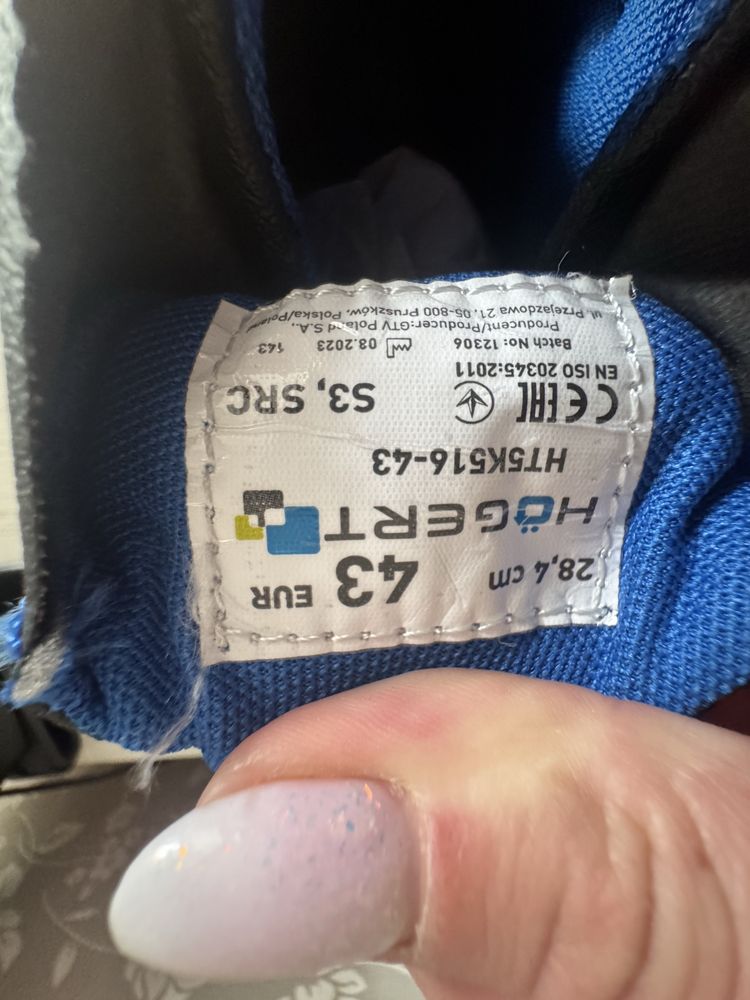 28,4 cm 43 EUR
HÖGERT
HT5K516-43
CE EAC S3, SRC
EN ISO 20345:2011
Batch No: 12306 08.2023 143
Producent/Producer:GTV Poland S.A.,
ul. Przejazdowa 21, 05-800 Pruszków, Polska/Poland